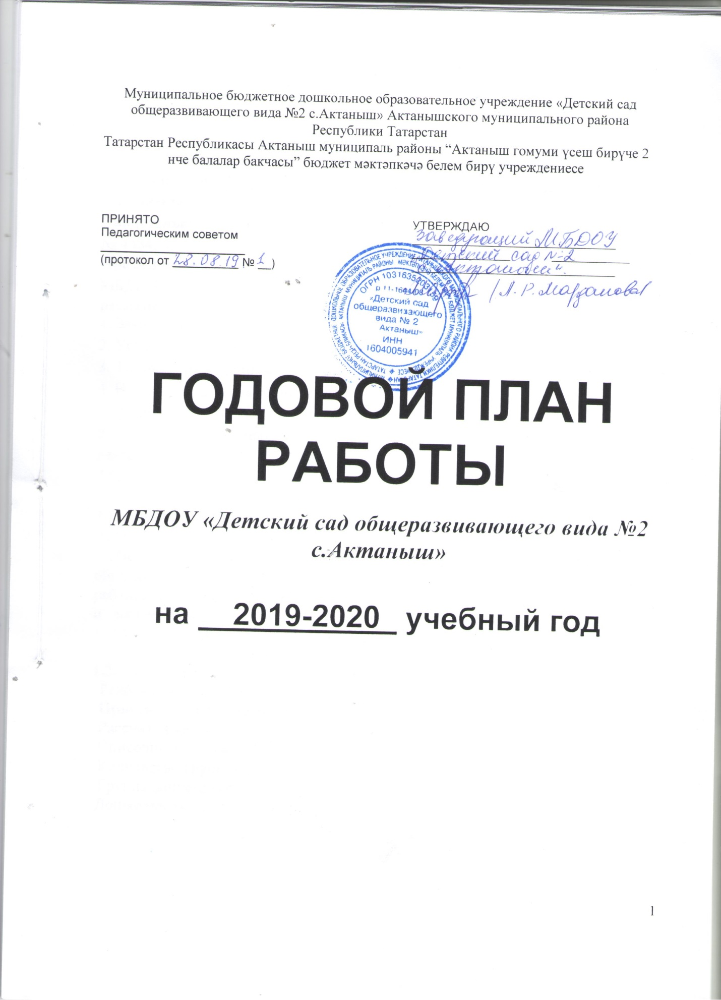 Муниципальное бюджетное дошкольное образовательное учреждение «Детский сад
общеразвивающего вида №2 с.Актаныш» Актанышского муниципального района
Республики Татарстан
Татарстан Республикасы Актаныш муниципаль районы “Актаныш гомуми үсеш бирүче 2
нче балалар бакчасы” бюджет мәктәпкәчә белем бирү учреждениесе
ПРИНЯТО
Педагогическим советом
(протокол от 28.08.19 № 1 )
УТВЕРЖДАЮ
Заведующий МБДОУ
Детский сад №2
/Л.Р.Марданова/
ОГРН
«Детский сад
общеразвивающего
вида № 2
Актаныш»
ИНН
1604005941
ГОДОВОЙ ПЛАН
РАБОТЫ
МБДОУ «Детский сад общеразвивающего вида №2
с.Актаныш»
на 2019-2020 учебный год
1